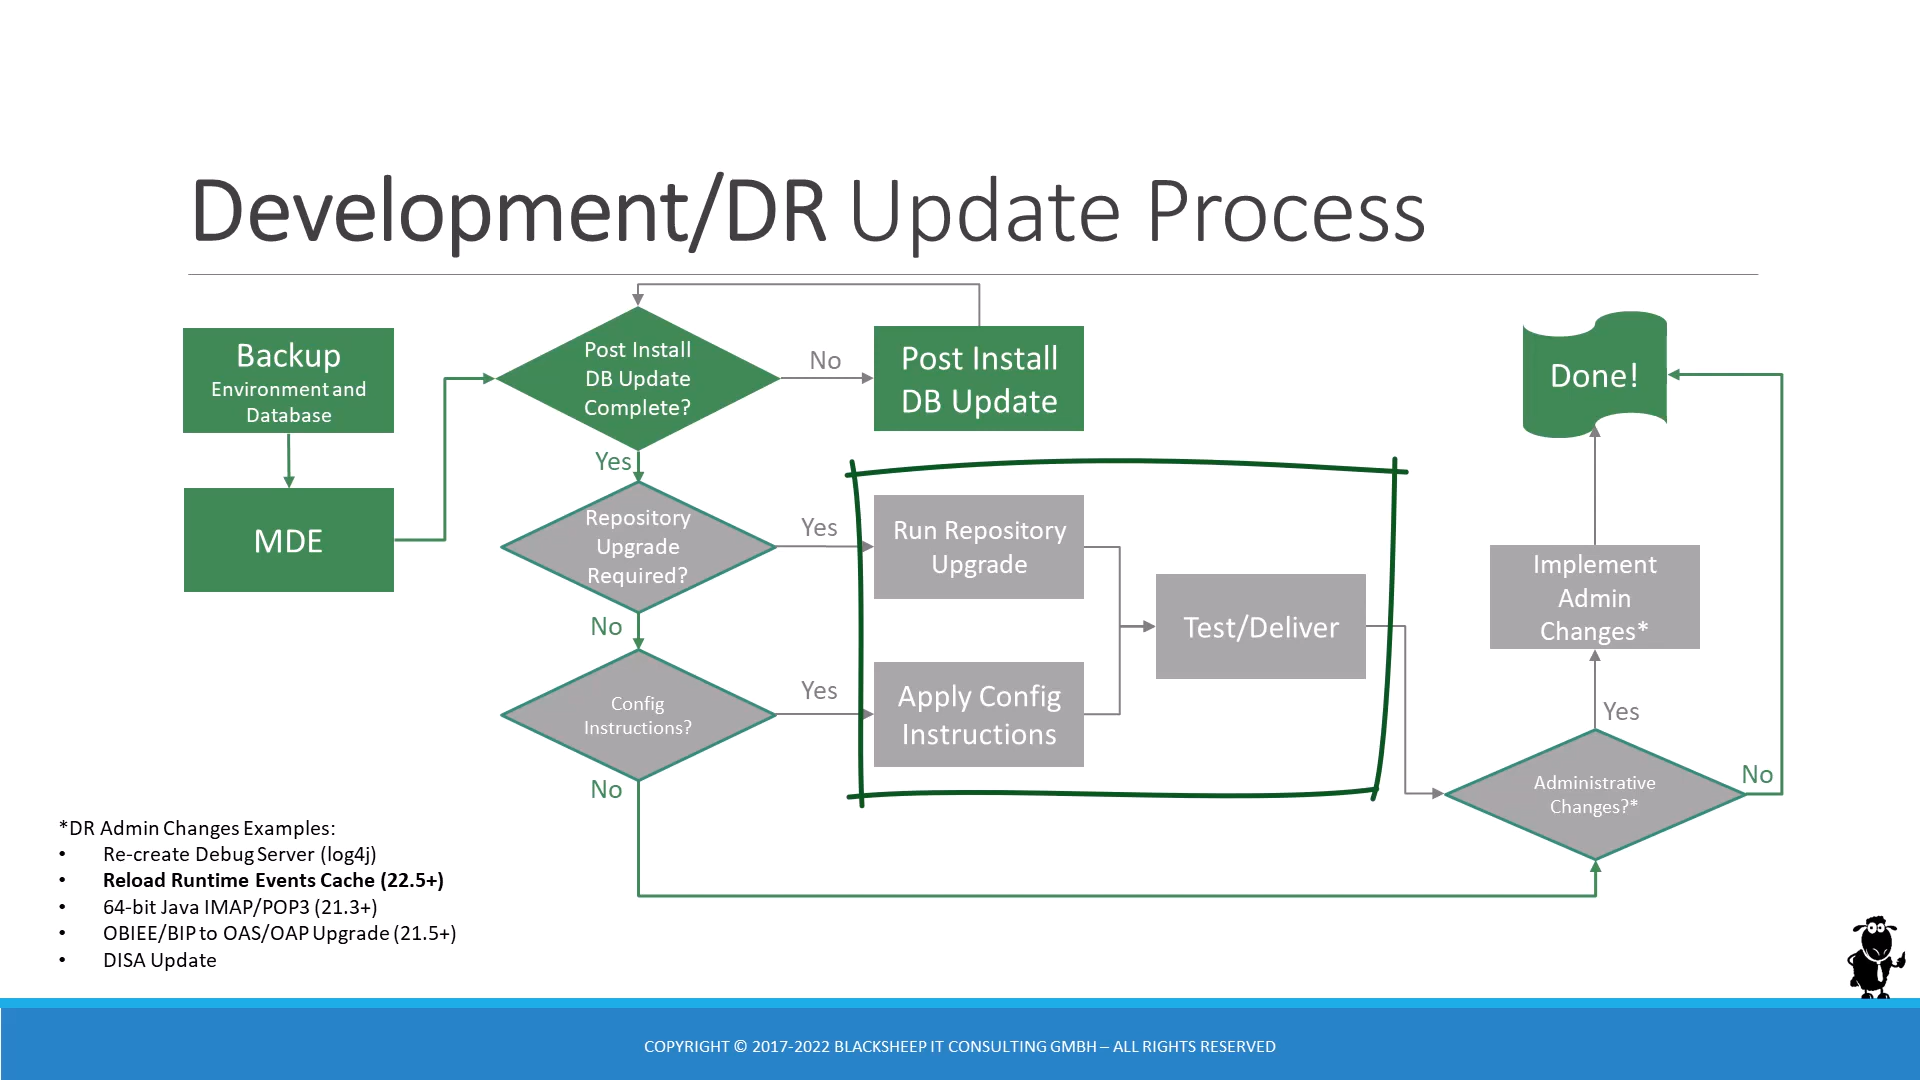 Development/DR Update Process
Backup
Environment and
Database
MDE
Post Install
DB Update
Complete?
No
Post Install
DB Update
Yes
Repository
Upgrade
Required?
Yes
Run Repository
Upgrade
No
Config
Instructions?
Yes
Apply Config
Instructions
No
Test/Deliver
Administrative
Changes?*
Yes
Implement
Admin
Changes*
No
Done!
*DR Admin Changes Examples:
• Re-create Debug Server (log4j)
• Reload Runtime Events Cache (22.5+)
• 64-bit Java IMAP/POP3 (21.3+)
• OBIEE/BIP to OAS/OAP Upgrade (21.5+)
• DISA Update
COPYRIGHT © 2017-2022 BLACKSHEEP IT CONSULTING GMBH – ALL RIGHTS RESERVED